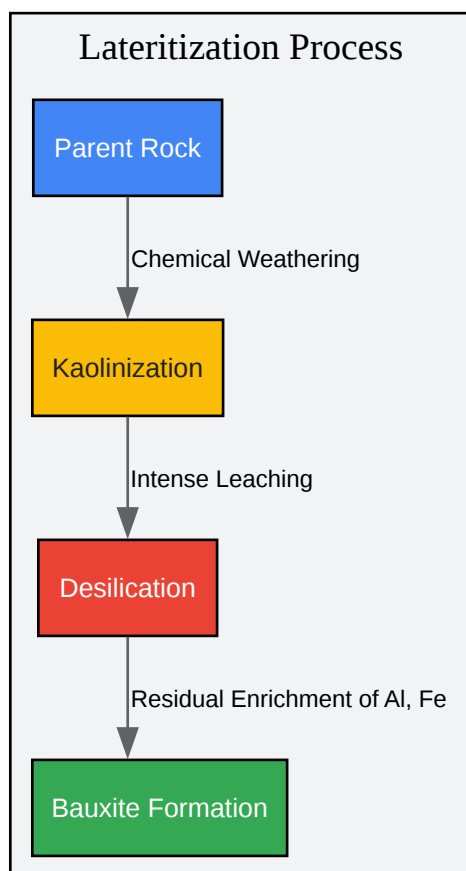 Lateritization Process
Parent Rock
Chemical Weathering
Kaolinization
Intense Leaching
Desilication
Residual Enrichment of Al, Fe
Bauxite Formation